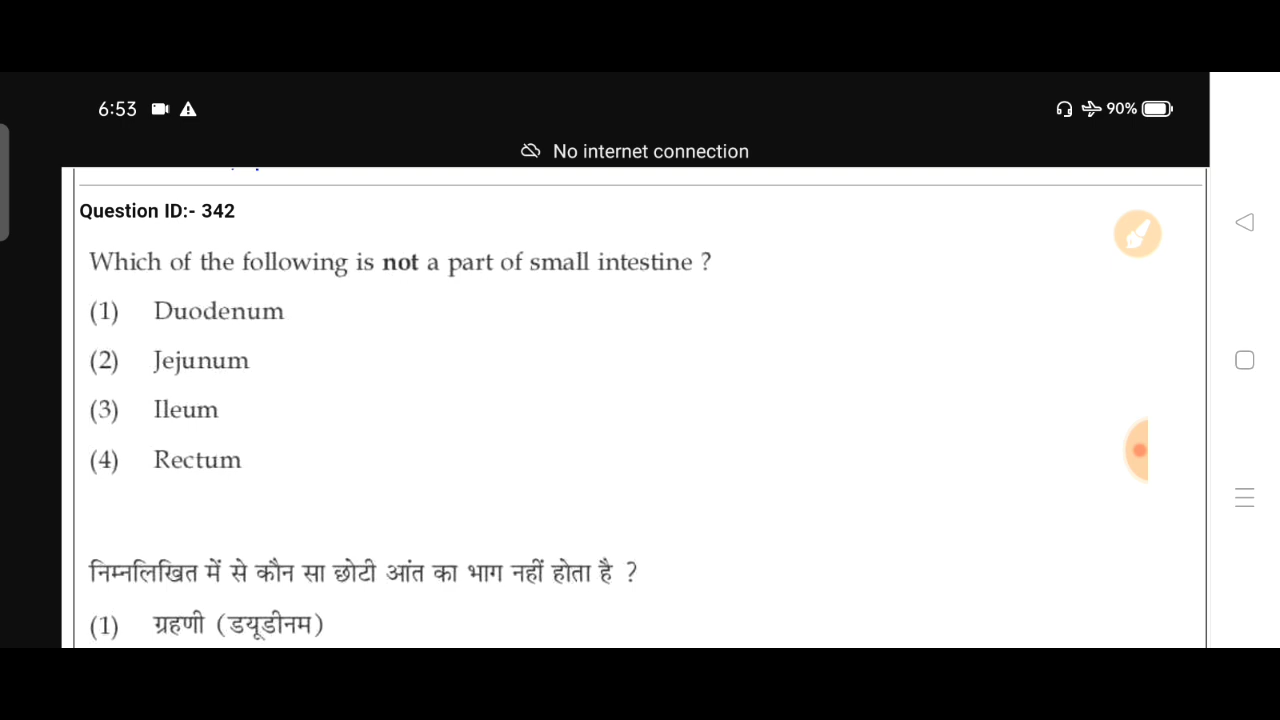 6:53
90%
No internet connection
Question ID:- 342
Which of the following is not a part of small intestine ?
(1) Duodenum
(2) Jejunum
(3) Ileum
(4) Rectum
निम्नलिखित में से कौन सा छोटी आंत का भाग नहीं होता है ?
(1) ग्रहणी (डयूडीनम)